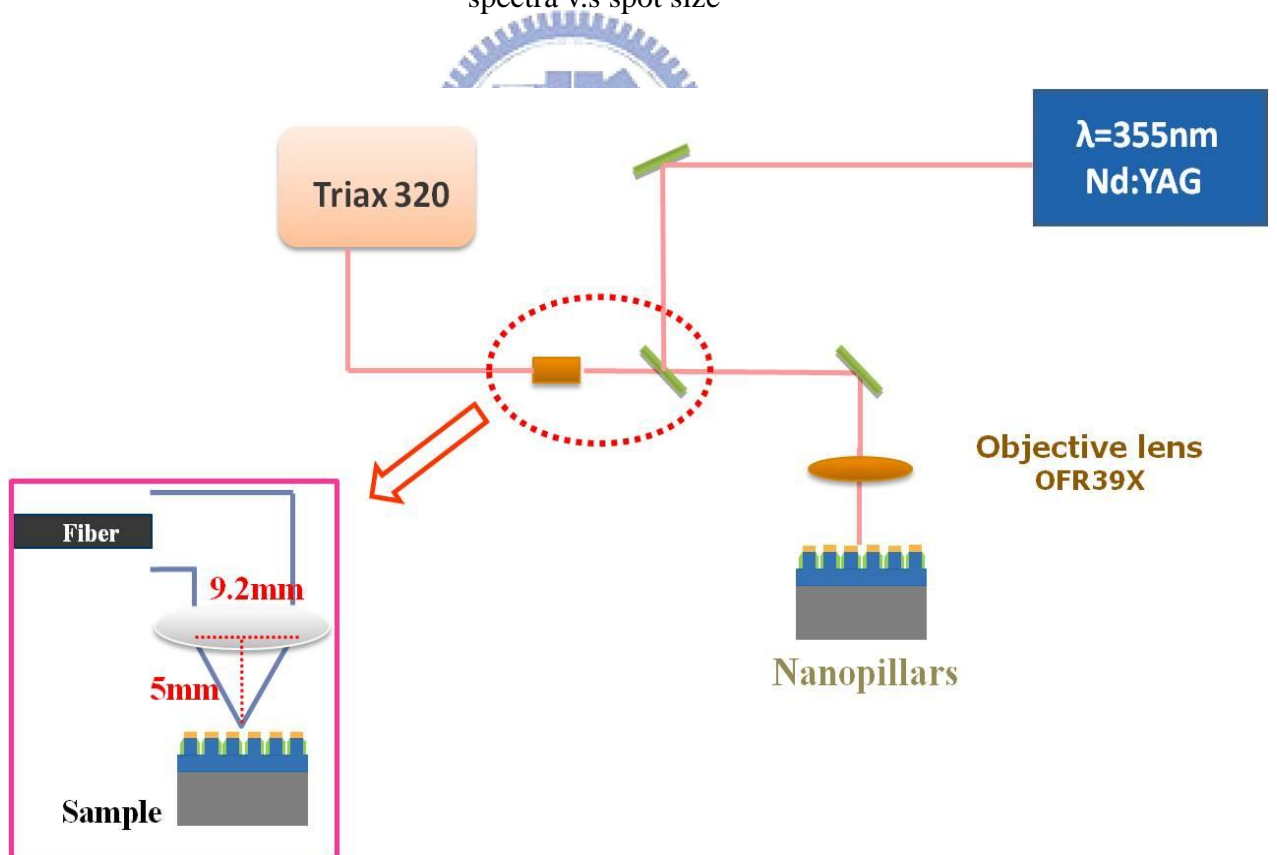 spectra v.s spot size
λ=355nm
Nd:YAG
Triax 320
Objective lens
OFR39X
Fiber
9.2mm
5mm
Nanopillars
Sample